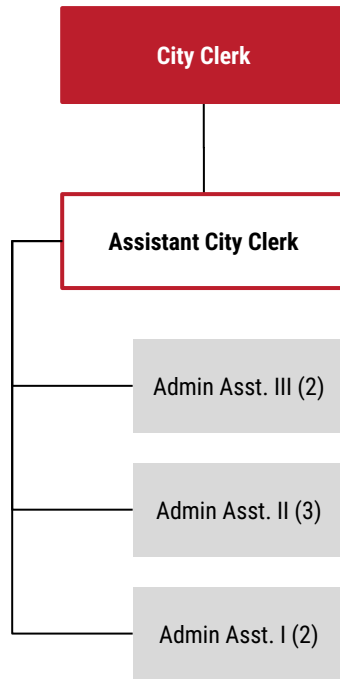 City Clerk
Assistant City Clerk
Admin Asst. III (2)
Admin Asst. II (3)
Admin Asst. I (2)